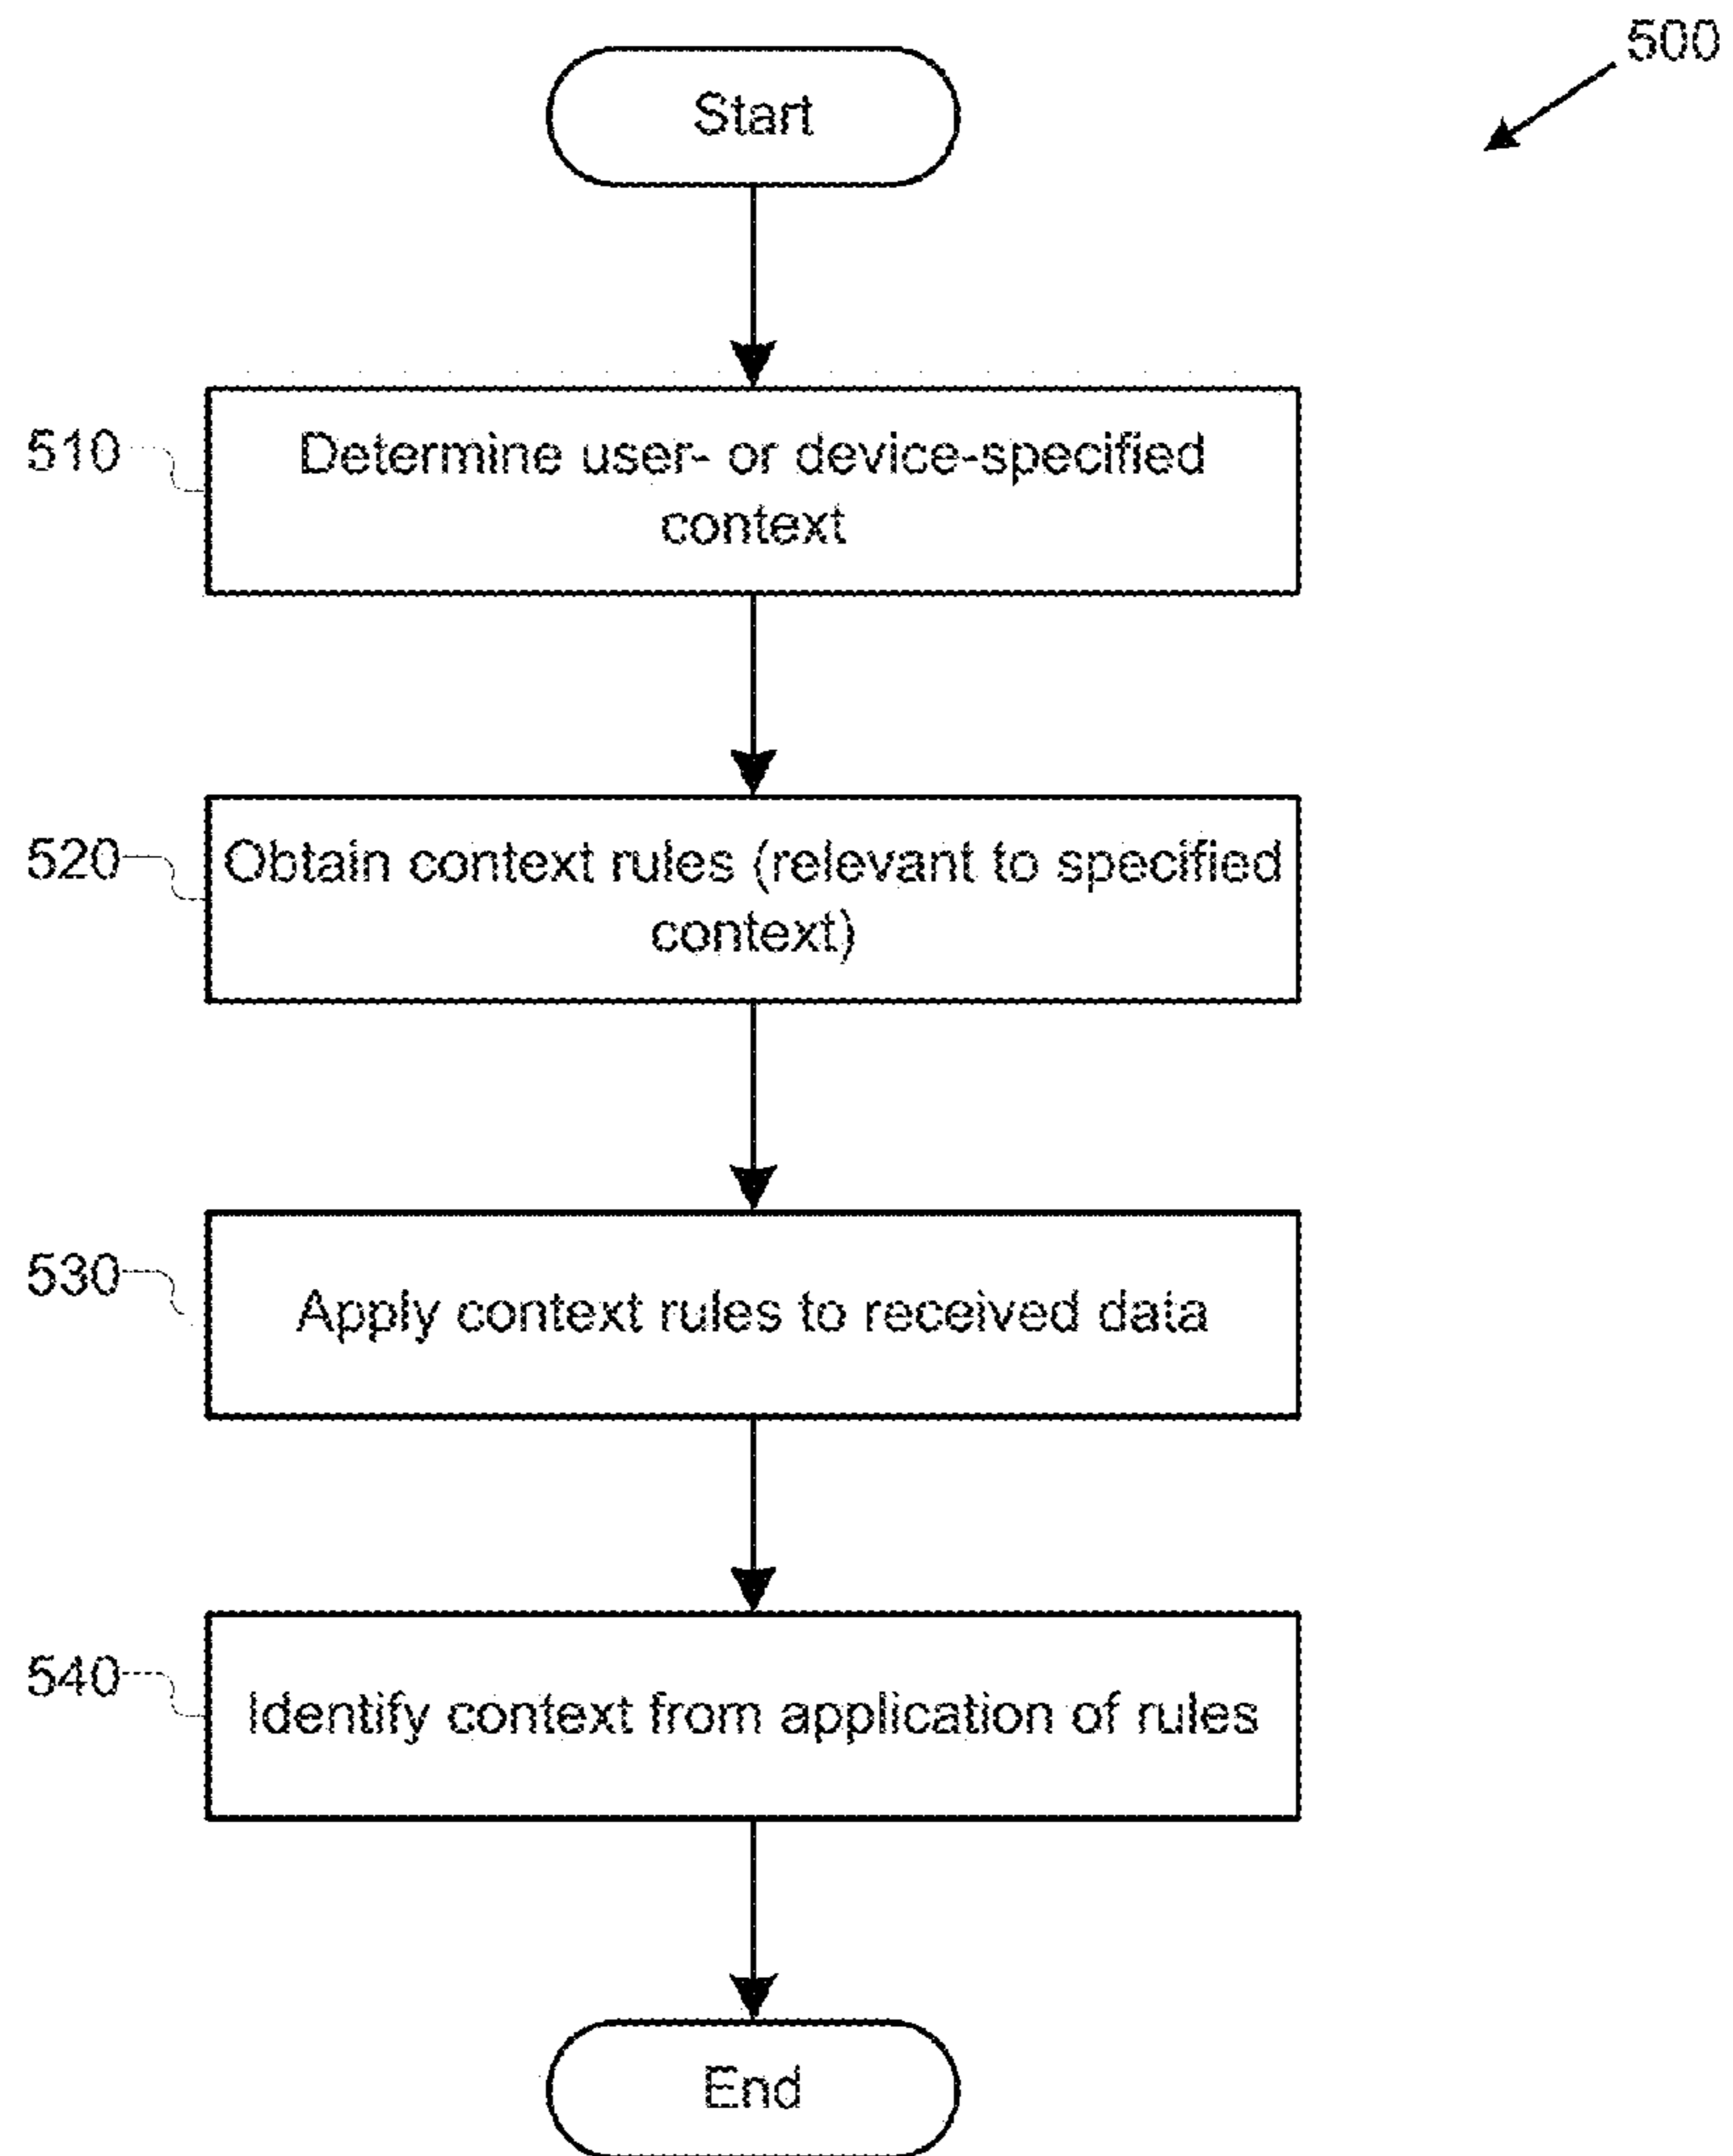 500
Start
510
Determine user- or device-specified
context
520
Obtain context rules (relevant to specified
context)
530
Apply context rules to received data
540
Identify context from application of rules
End